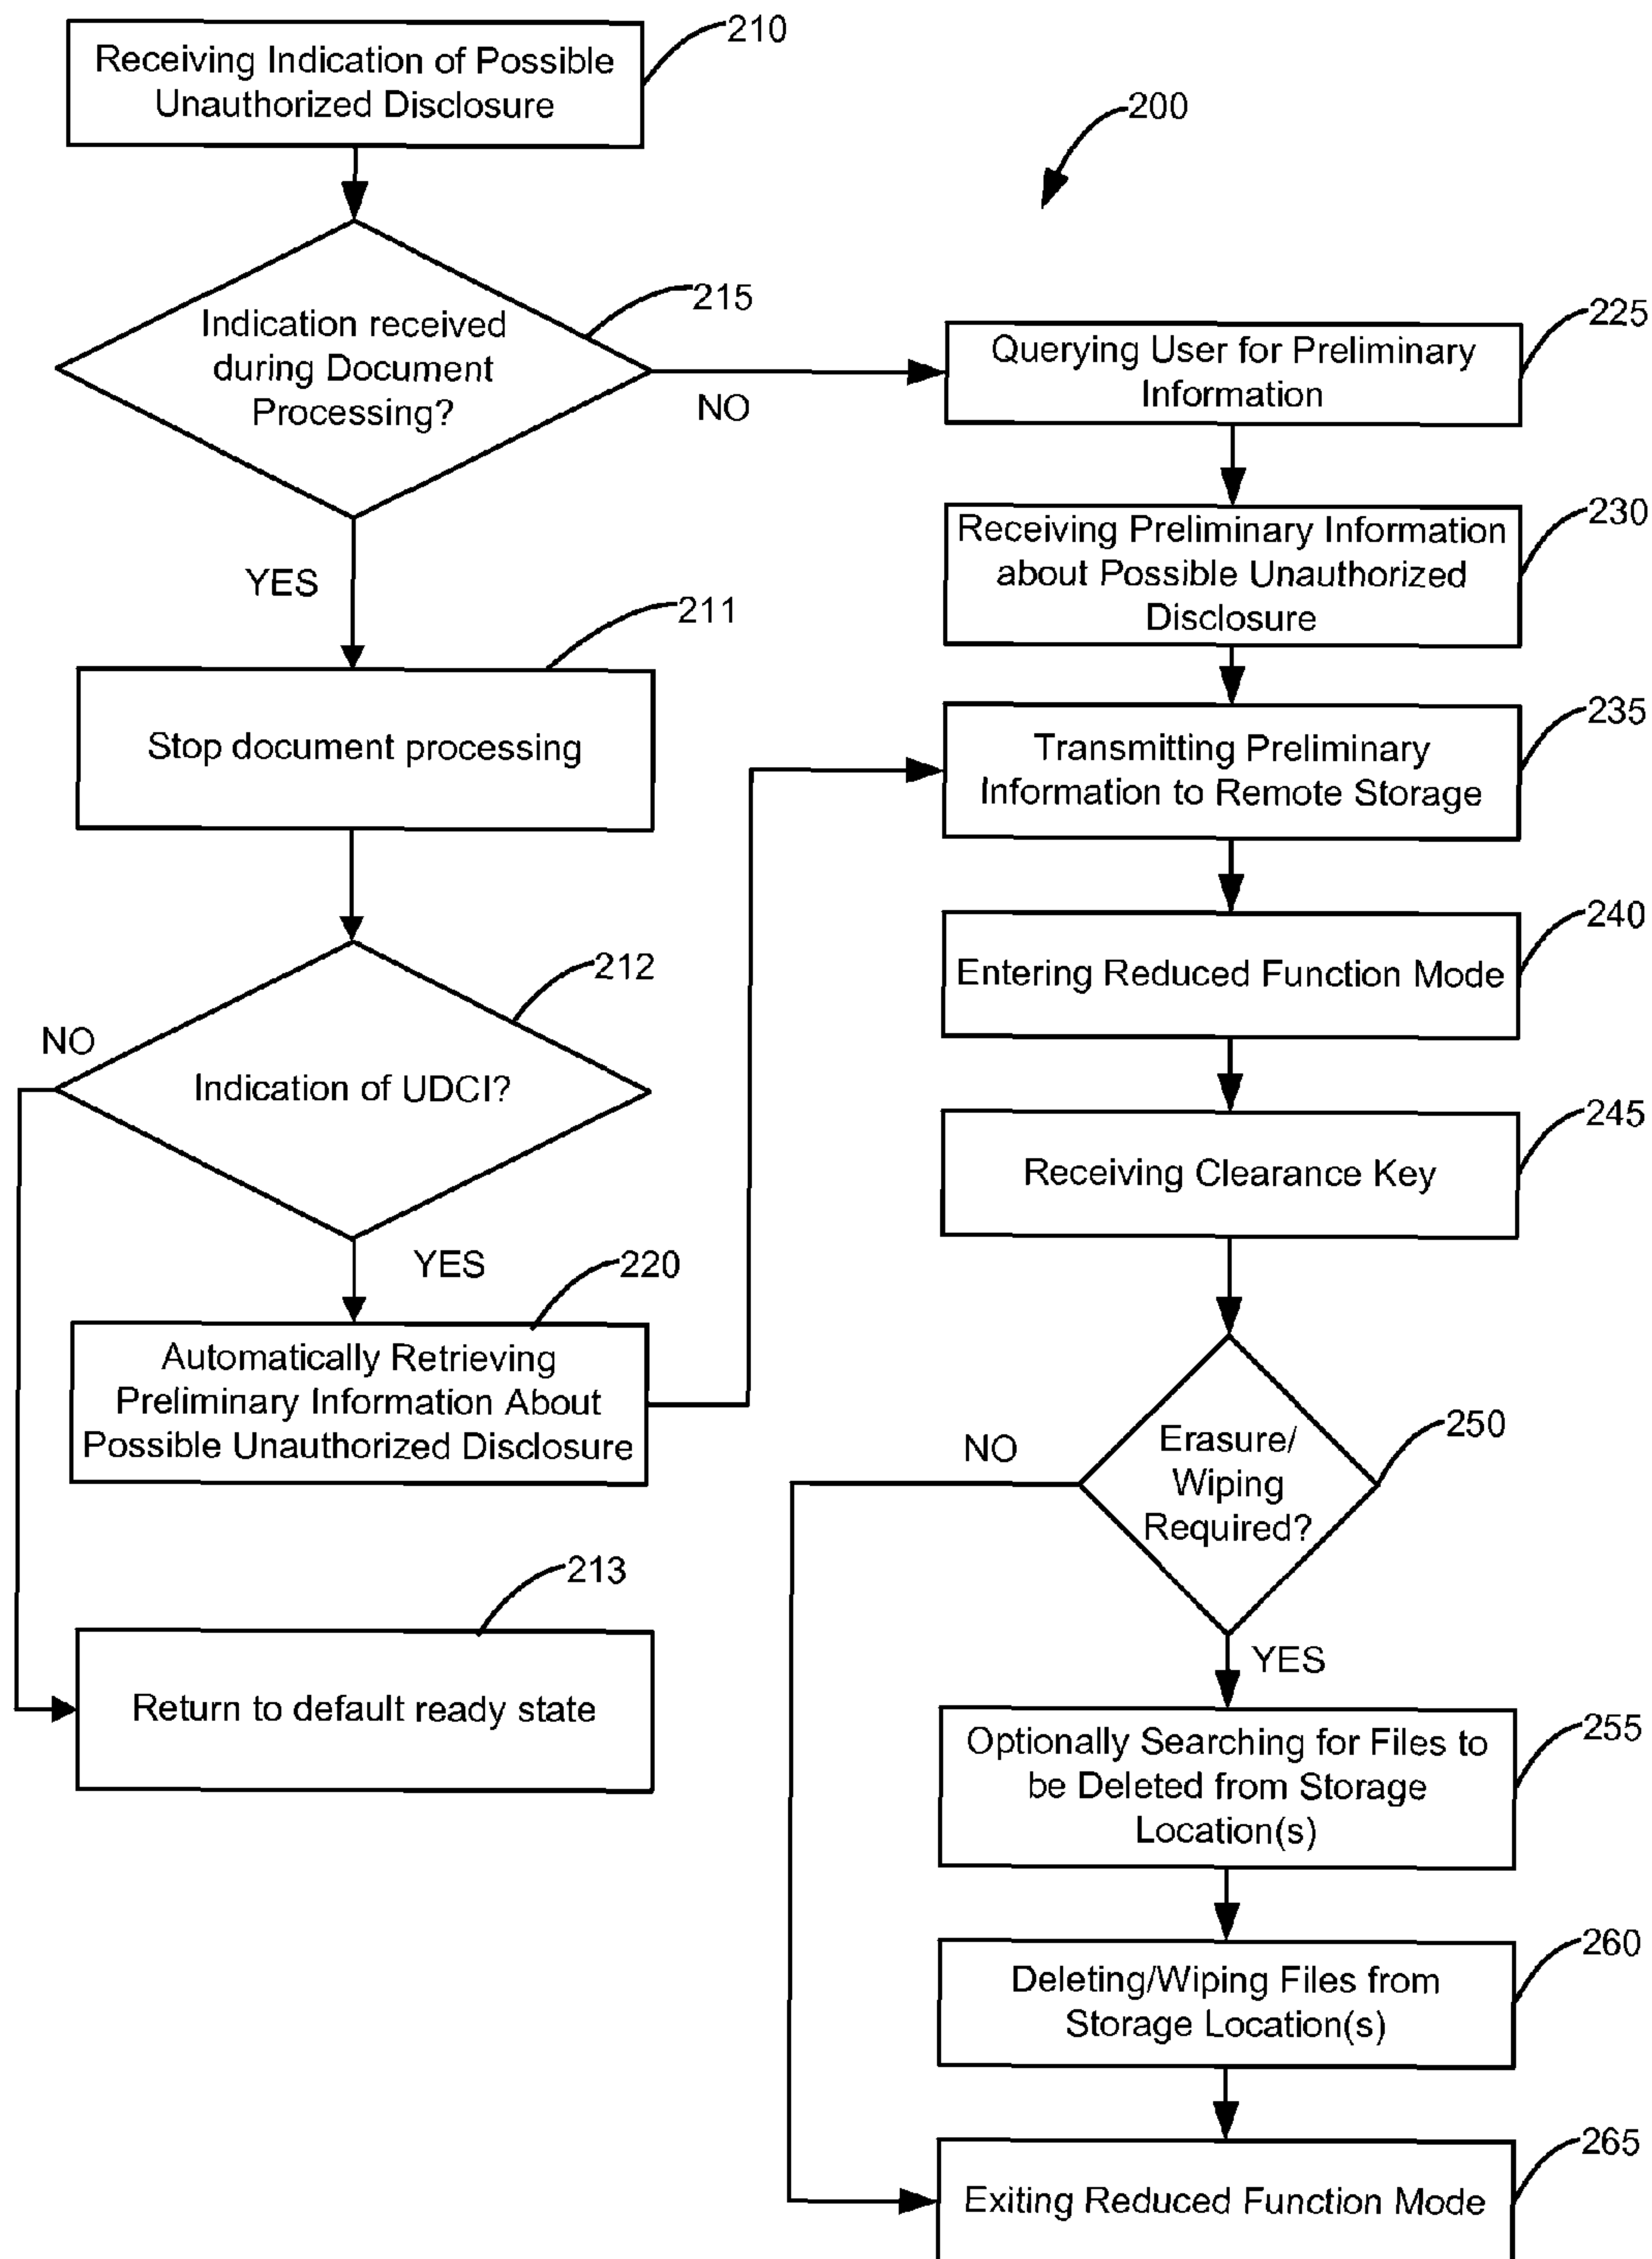 Receiving Indication of Possible
Unauthorized Disclosure
210
200
Indication received
during Document
Processing?
215
NO
YES
Stop document processing
211
Indication of UDCI?
212
NO
YES
Automatically Retrieving
Preliminary Information About
Possible Unauthorized Disclosure
220
Return to default ready state
213
Querying User for Preliminary
Information
225
Receiving Preliminary Information
about Possible Unauthorized
Disclosure
230
Transmitting Preliminary
Information to Remote Storage
235
Entering Reduced Function Mode
240
Receiving Clearance Key
245
Erasure/
Wiping
Required?
250
NO
YES
Optionally Searching for Files to
be Deleted from Storage
Location(s)
255
Deleting/Wiping Files from
Storage Location(s)
260
Exiting Reduced Function Mode
265